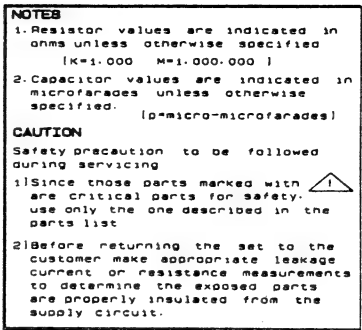 NOTES
1. Resistor values are indicated in
ohms unless otherwise specified
[K=1.000 M=1.000.000 ]
2. Capacitor values are indicated in
microfarades unless otherwise
specified. [p=micro-microfarades]
CAUTION
Safety precaution to be followed
during servicing
1]Since those parts marked with !
are critical parts for safety.
use only the one described in the
parts list
2]Before returning the set to the
customer make appropriate leakage
current or resistance measurements
to determine the exposed parts
are properly insulated from the
supply circuit.